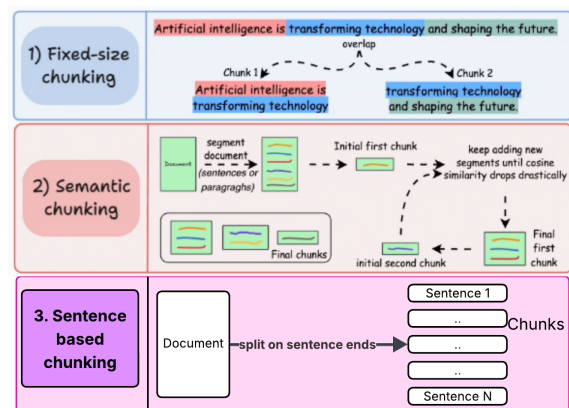 1) Fixed-size
chunking
Artificial intelligence is transforming technology and shaping the future.
overlap
Chunk 1
Artificial intelligence is
transforming technology
Chunk 2
transforming technology
and shaping the future.
2) Semantic
chunking
Document
segment
document
(sentences or
paragraghs)
Initial first chunk
keep adding new
segments until cosine
similarity drops drastically
Final
first
chunk
initial second chunk
Final chunks
3. Sentence
based
chunking
Document
split on sentence ends
Sentence 1
..
..
..
Sentence N
Chunks